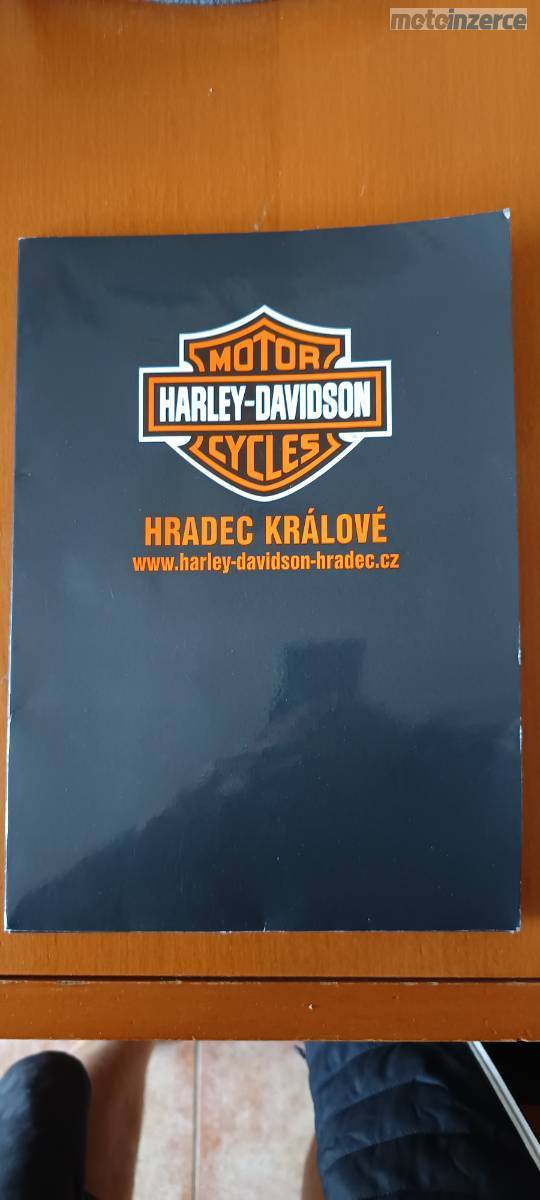 motoinzerce
MOTOR
HARLEY-DAVIDSON
CYCLES
HRADEC KRÁLOVÉ
www.harley-davidson-hradec.cz